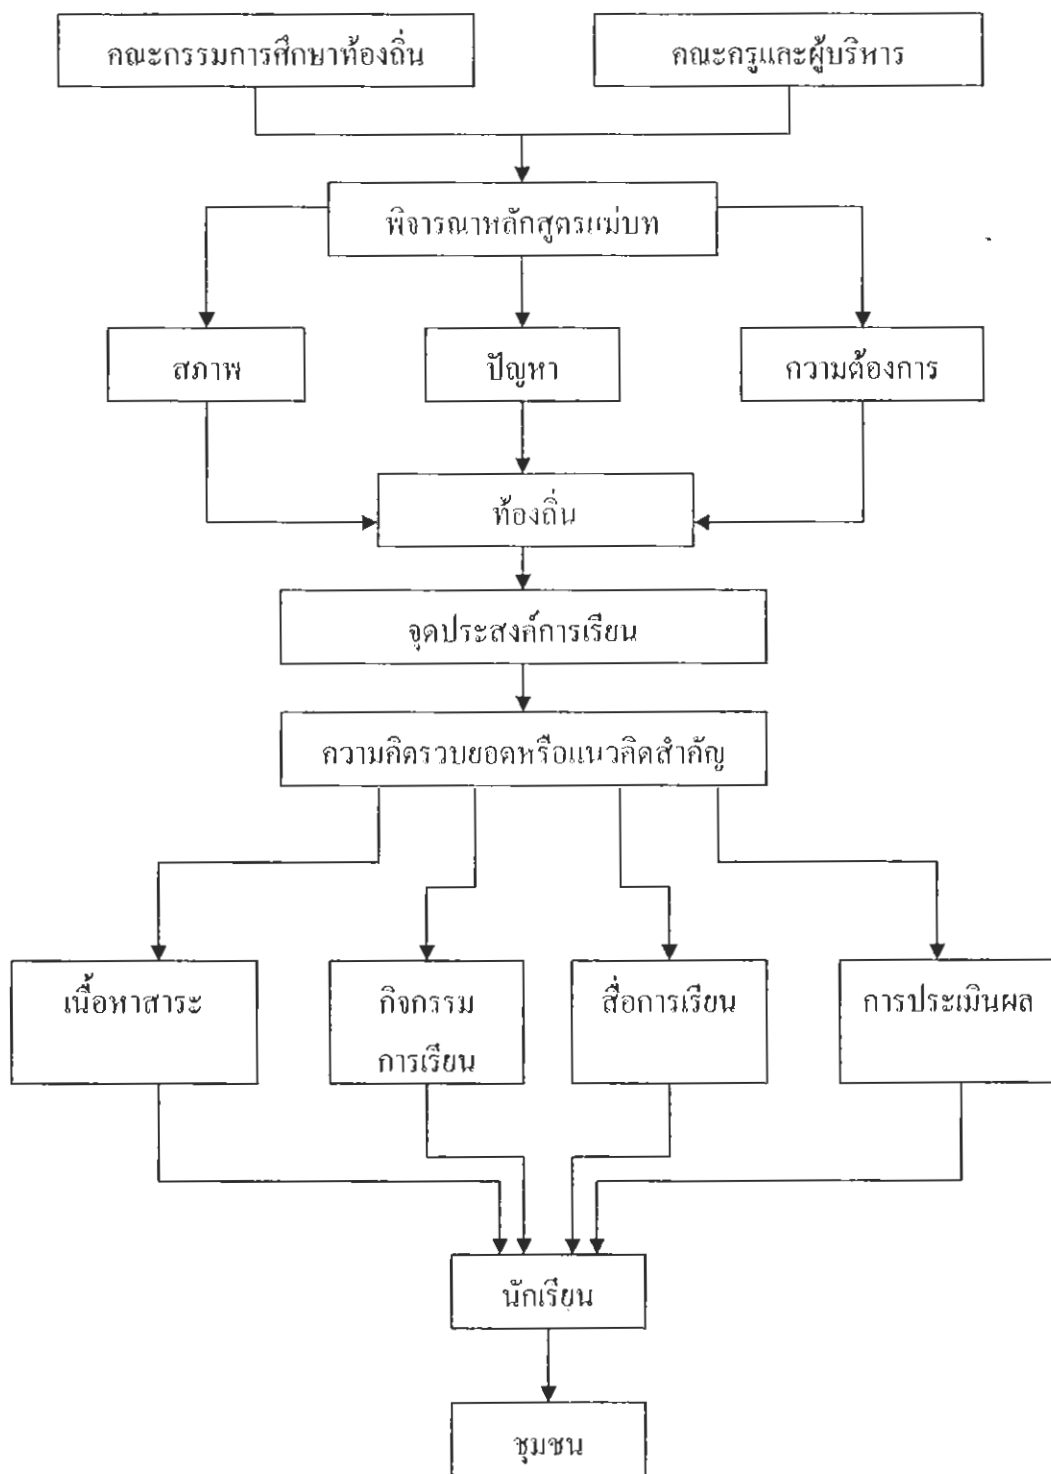 คณะกรรมการศึกษาท้องถิ่น
คณะครูและผู้บริหาร
พิจารณาหลักสูตรแม่บท
สภาพ
ปัญหา
ความต้องการ
ท้องถิ่น
จุดประสงค์การเรียน
ความคิดรวบยอดหรือแนวคิดสำคัญ
เนื้อหาสาระ
กิจกรรม
การเรียน
สื่อการเรียน
การประเมินผล
นักเรียน
ชุมชน